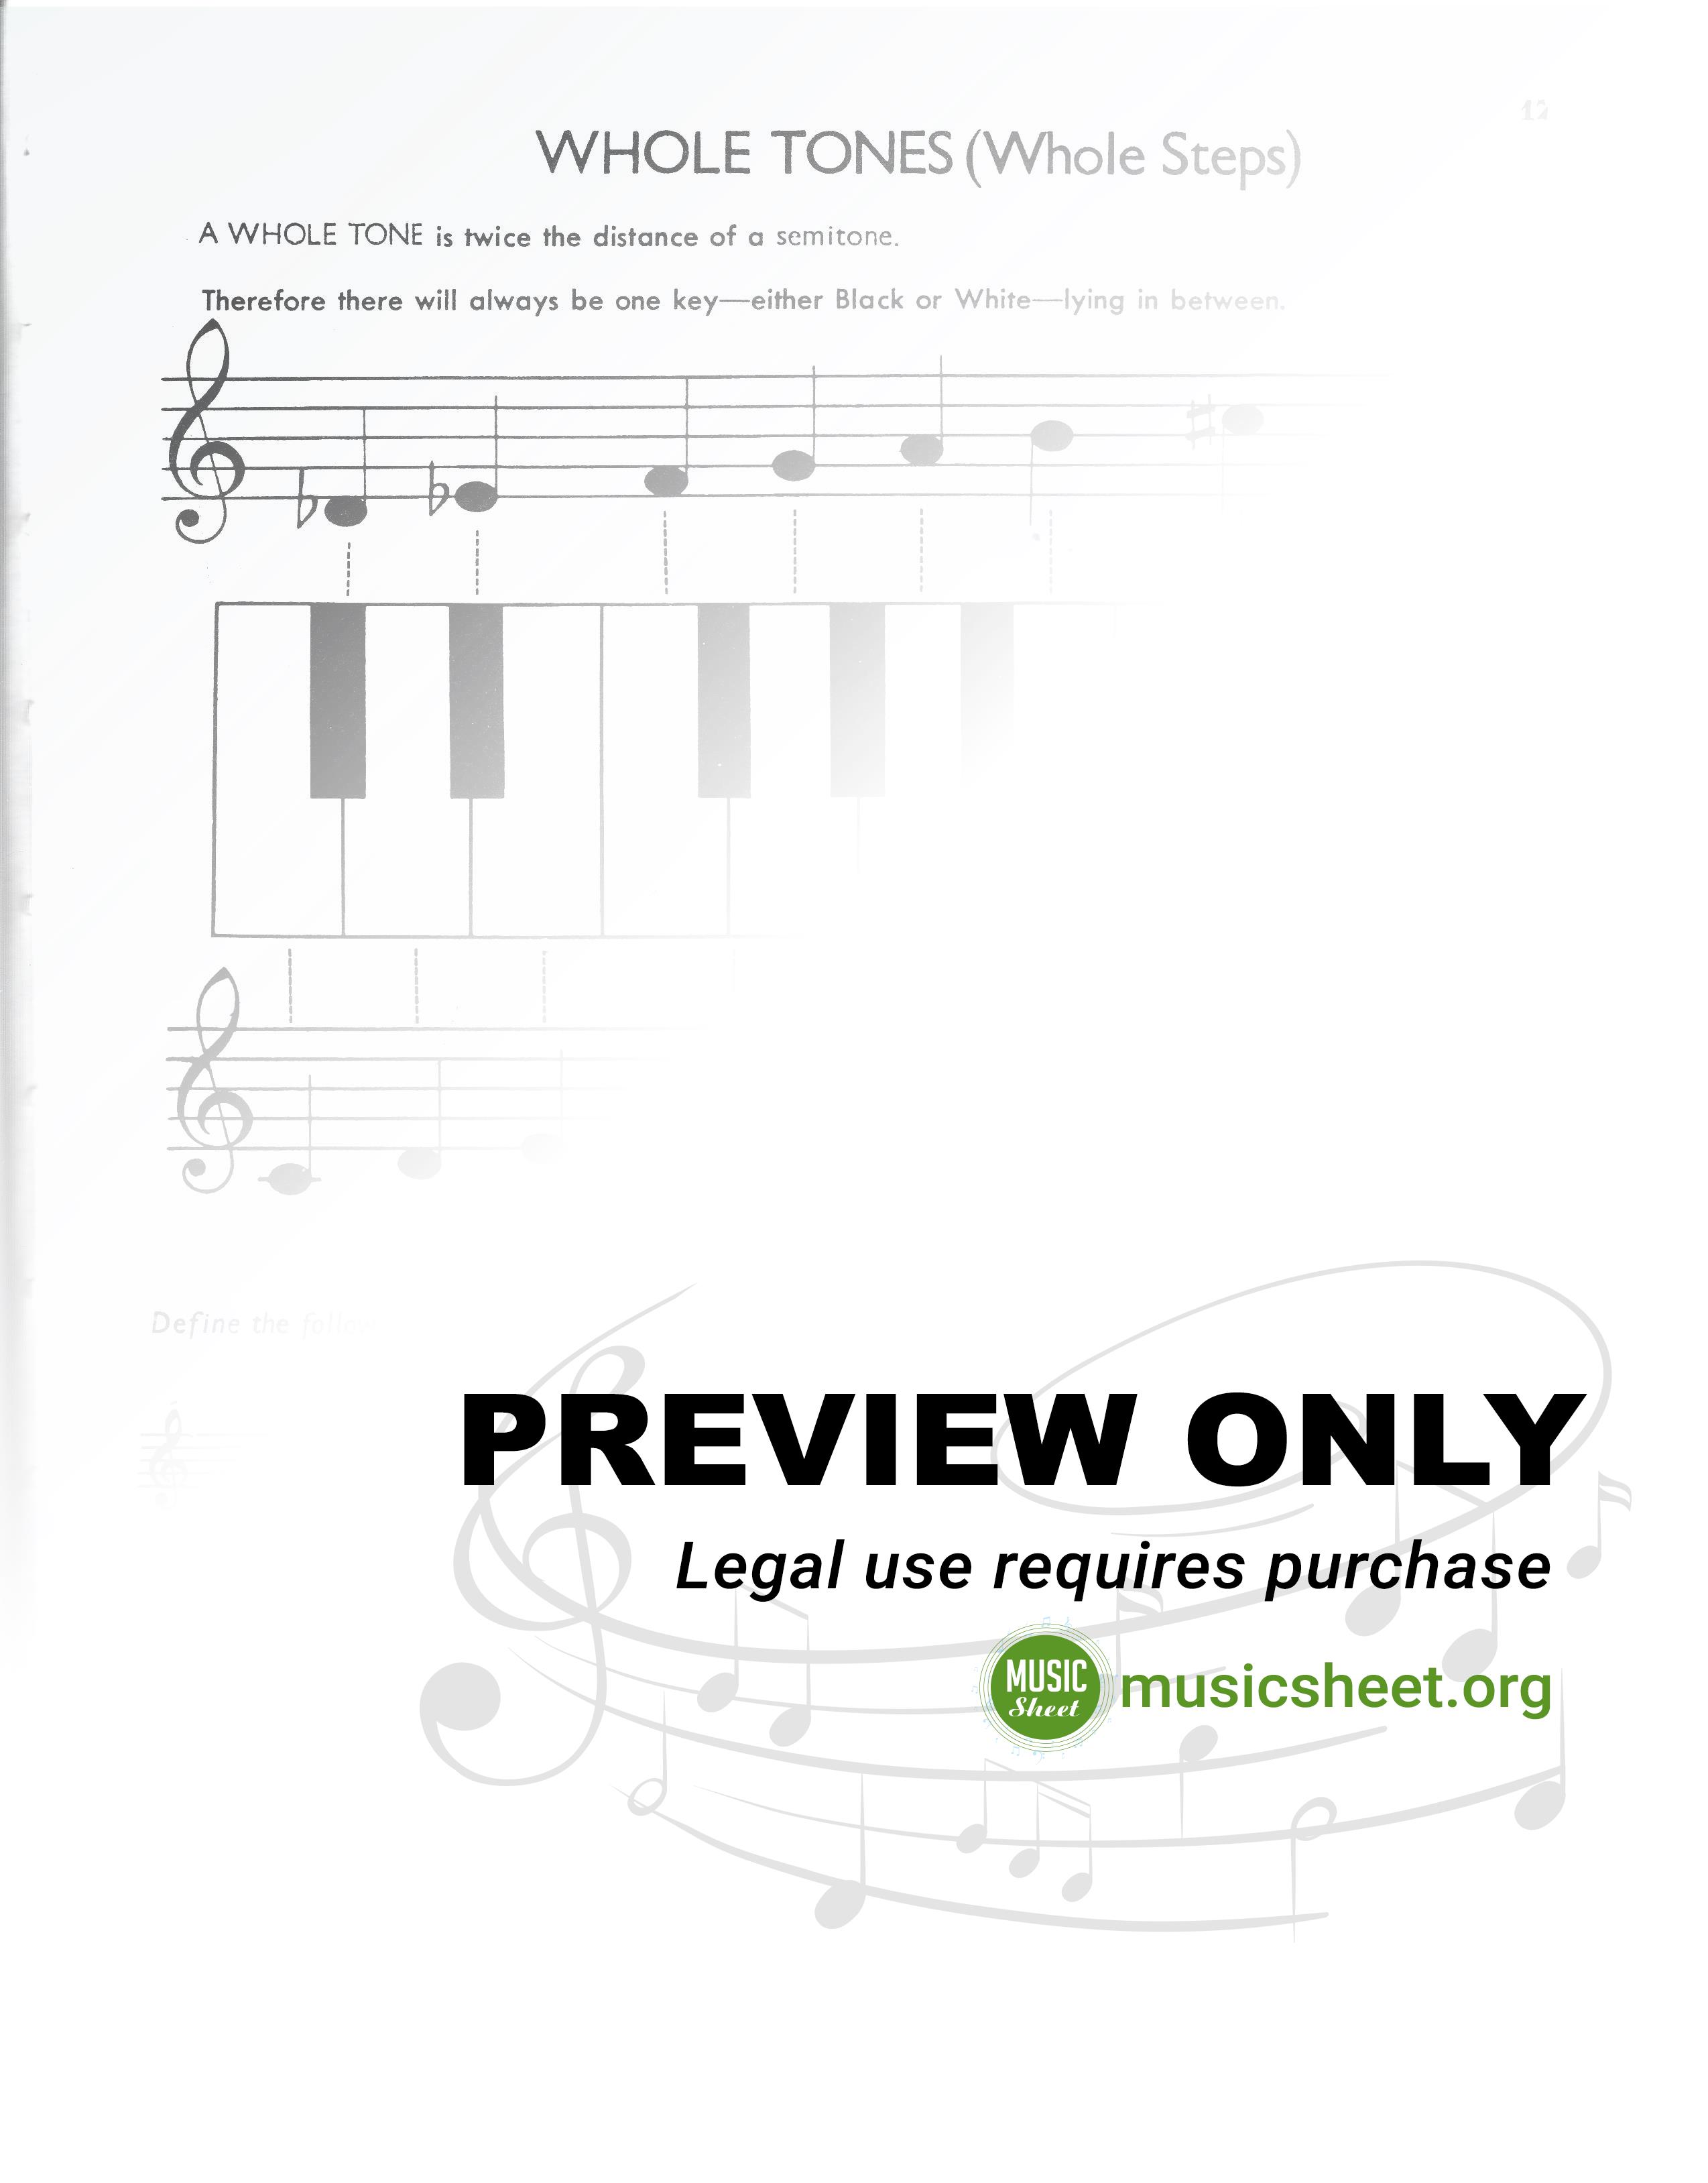 12
WHOLE TONES (Whole Steps)
A WHOLE TONE is twice the distance of a semitone.
Therefore there will always be one key—either Black or White—lying in between.
Define the
PREVIEW ONLY
Legal use requires purchase
MUSIC
Sheet
musicsheet.org